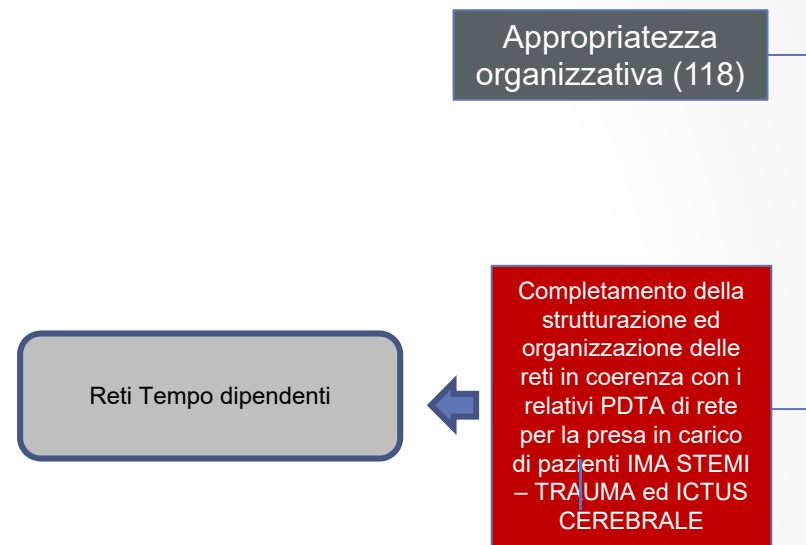 Appropriatezza
organizzativa (118)
Completamento della
strutturazione ed
organizzazione delle
reti in coerenza con i
relativi PDTA di rete
per la presa in carico
di pazienti IMA STEMI
– TRAUMA ed ICTUS
CEREBRALE
Reti Tempo dipendenti